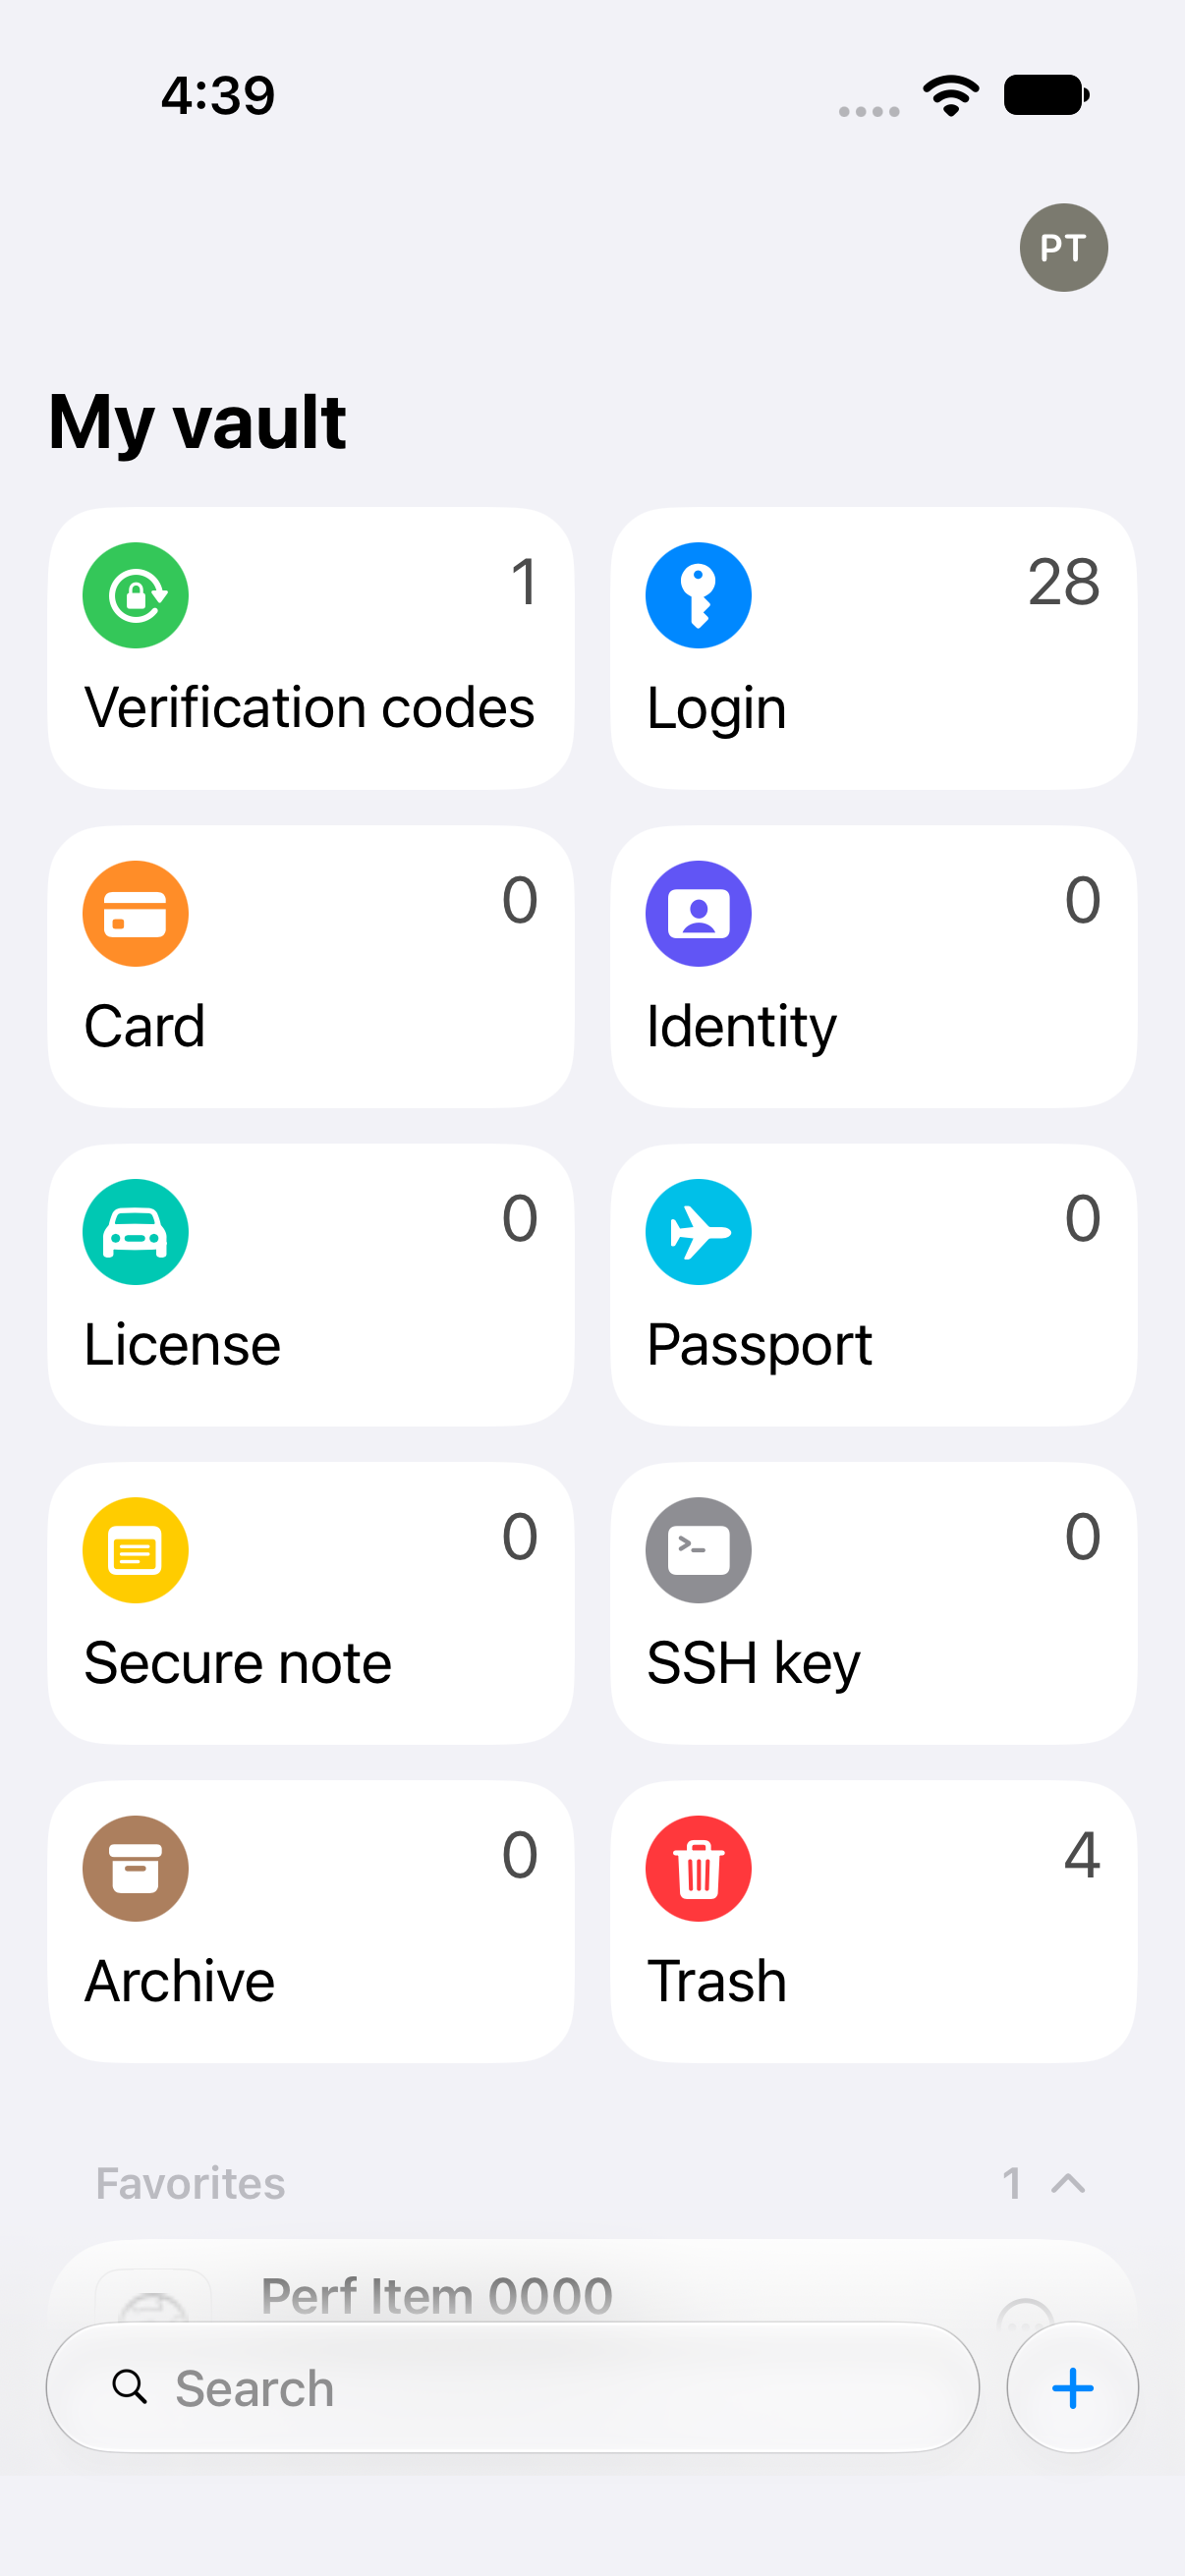 4:39
PT
My vault
1
Verification codes
28
Login
0
Card
0
Identity
0
License
0
Passport
0
Secure note
0
SSH key
0
Archive
4
Trash
Favorites 1
Perf Item 0000
Search